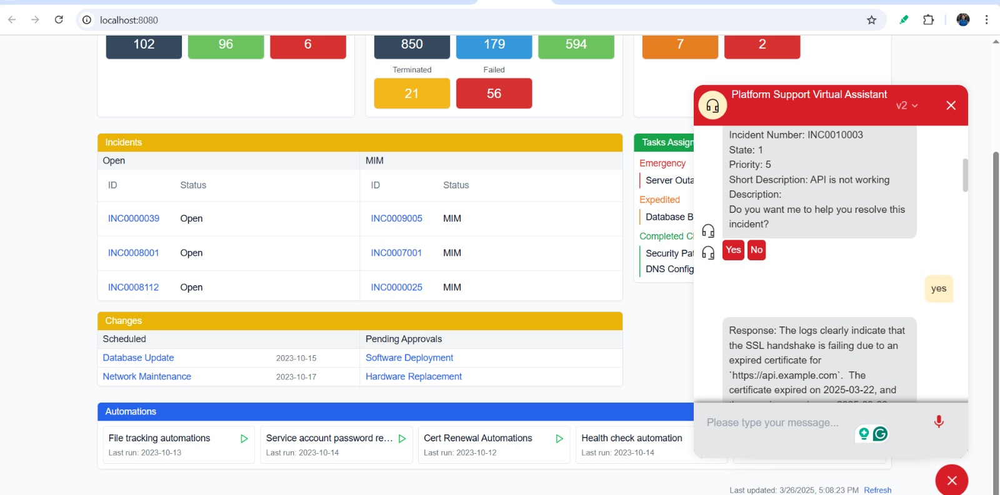 localhost:8080
102 96 6
850 179 594
7 2
Terminated Failed
21 56
Incidents
Open MIM
ID Status ID Status
INC0000039 Open INC0009005 MIM
INC0008001 Open INC0007001 MIM
INC0008112 Open INC0000025 MIM
Changes
Scheduled Pending Approvals
Database Update 2023-10-15 Software Deployment
Network Maintenance 2023-10-17 Hardware Replacement
Tasks Assign
Emergency
Server Outa
Expedited
Database B
Completed C
Security Pat
DNS Config
Automations
File tracking automations
Last run: 2023-10-13
Service account password re...
Last run: 2023-10-14
Cert Renewal Automations
Last run: 2023-10-12
Health check automation
Last run: 2023-10-14
Last updated: 3/26/2025, 5:08:23 PM Refresh
Platform Support Virtual Assistant
v2
Incident Number: INC0010003
State: 1
Priority: 5
Short Description: API is not working
Description:
Do you want me to help you resolve this
incident?
Yes No
yes
Response: The logs clearly indicate that
the SSL handshake is failing due to an
expired certificate for
`https://api.example.com`. The
certificate expired on 2025-03-22, and
Please type your message...